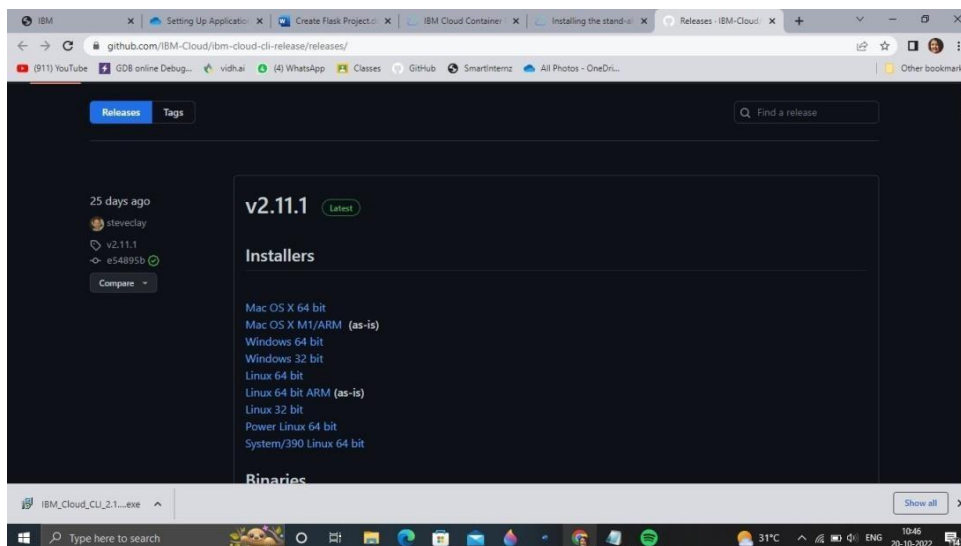 IBM
Setting Up Applicatio
Create Flask Project.d
IBM Cloud Container
Installing the stand-al
Releases · IBM-Cloud/
github.com/IBM-Cloud/ibm-cloud-cli-release/releases/
(911) YouTube
GDB online Debug...
vidh.ai
(4) WhatsApp
Classes
GitHub
SmartInternz
All Photos - OneDri...
Other bookmark
Releases
Tags
Find a release
25 days ago
steveclay
v2.11.1
e54895b
Compare
v2.11.1 Latest
Installers
Mac OS X 64 bit
Mac OS X M1/ARM (as-is)
Windows 64 bit
Windows 32 bit
Linux 64 bit
Linux 64 bit ARM (as-is)
Linux 32 bit
Power Linux 64 bit
System/390 Linux 64 bit
Binaries
IBM_Cloud_CLI_2.1....exe
Show all
Type here to search
31°C
ENG
10:46
20-10-2022
14